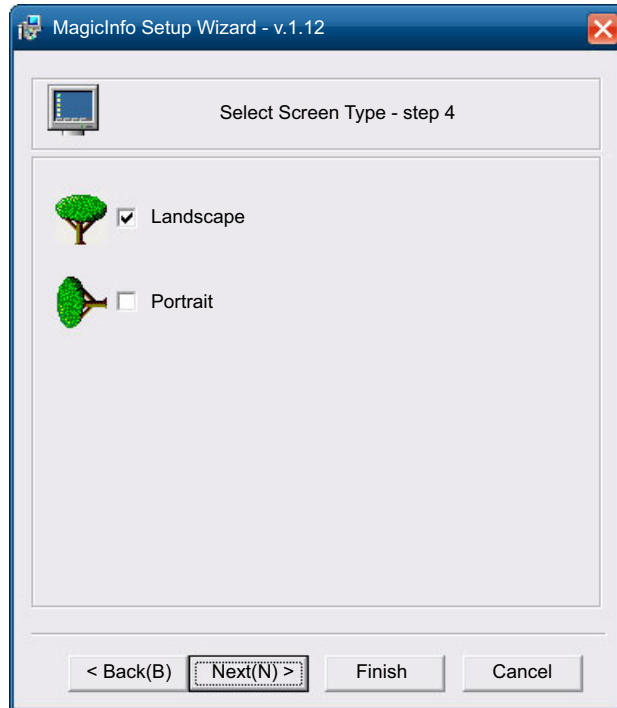 MagicInfo Setup Wizard - v.1.12
Select Screen Type - step 4
Landscape
Portrait
< Back(B) Next(N) > Finish Cancel